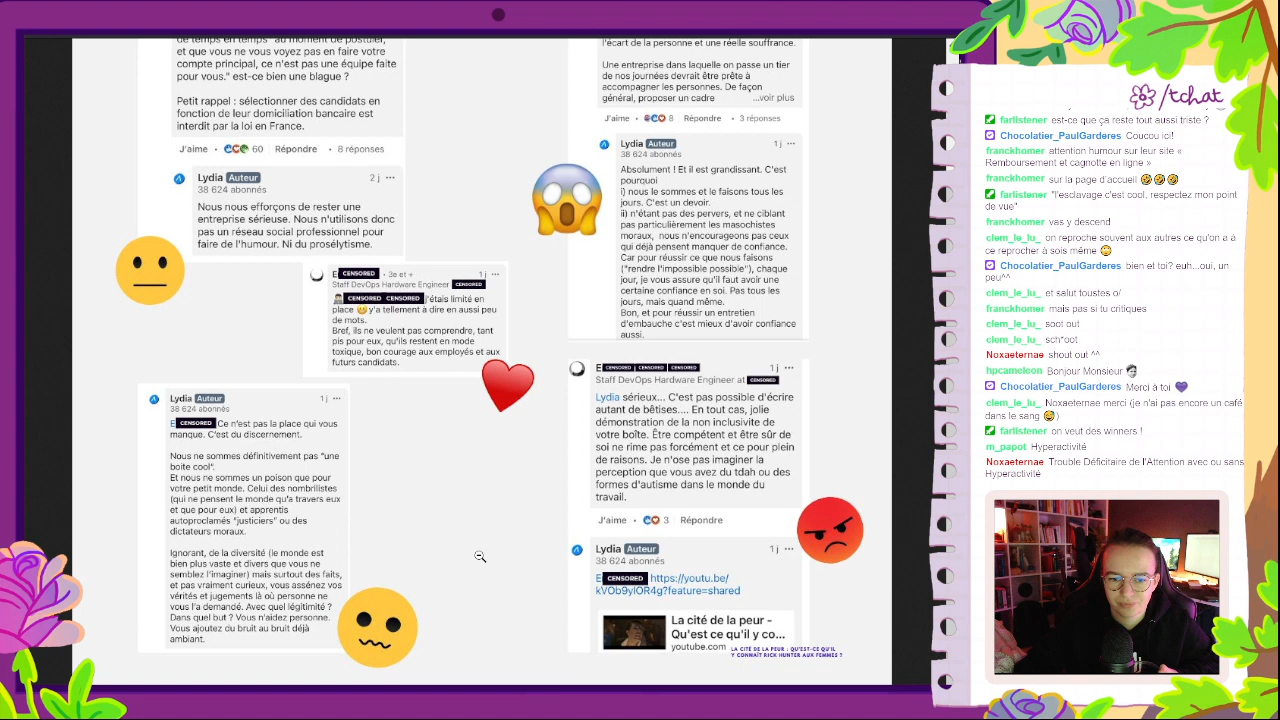 de temps en temps" au moment de postuler,
et que vous ne vous voyez pas en faire votre
compte principal, ce n'est pas une équipe faite
pour vous." est-ce bien une blague ?
Petit rappel : sélectionner des candidats en
fonction de leur domiciliation bancaire est
interdit par la loi en France.
J'aime • 60 Répondre • 8 réponses
Lydia Auteur 2 j ...
38 624 abonnés
Nous nous efforçons de créer une
entreprise sérieuse. Nous n'utilisons donc
pas un réseau social professionnel pour
faire de l'humour. Ni du prosélytisme.
E CENSORED • 3e et + 1 j ...
Staff DevOps Hardware Engineer CENSORED
CENSORED CENSORED j'étais limité en
place y'a tellement à dire en aussi peu
de mots.
Bref, ils ne veulent pas comprendre, tant
pis pour eux, qu'ils restent en mode
toxique, bon courage aux employés et aux
futurs candidats.
Lydia Auteur 1 j ...
38 624 abonnés
E CENSORED Ce n'est pas la place qui vous
manque. C'est du discernement.
Nous ne sommes définitivement pas "une
boite cool".
Et nous ne sommes un poison que pour
votre petit monde. Celui des nombrilistes
(qui ne pensent le monde qu'à travers eux
et que pour eux) et apprentis
autoproclamés "justiciers" ou des
dictateurs moraux.
Ignorant, de la diversité (le monde est
bien plus vaste et divers que vous ne
semblez l'imaginer) mais surtout des faits,
et pas vraiment curieux, vous assénez vos
vérités et jugements là où personne ne
vous l'a demandé. Avec quel légitimité ?
Dans quel but ? Vous n'aidez personne.
Vous ajoutez du bruit au bruit déjà
ambiant.
l'écart de la personne et une réelle souffrance.
Une entreprise dans laquelle on passe un tier
de nos journées devrait être prête à
accompagner les personnes. De façon
général, proposer un cadre ...voir plus
J'aime • 8 Répondre • 3 réponses
Lydia Auteur 1 j ...
38 624 abonnés
Absolument ! Et il est grandissant. C'est
pourquoi
i) nous le sommes et le faisons tous les
jours. C'est un devoir.
ii) n'étant pas des pervers, et ne ciblant
pas particulièrement les masochistes
moraux, nous n'encourageons pas ceux
qui déjà pensent manquer de confiance.
Car pour réussir ce que nous faisons
("rendre l'impossible possible"), chaque
jour, je vous assure qu'il faut avoir une
certaine confiance en soi. Pas tous les
jours, mais quand même.
Bon, et pour réussir un entretien
d'embauche c'est mieux d'avoir confiance
aussi.
E CENSORED CENSORED CENSORED 1 j ...
Staff DevOps Hardware Engineer at CENSORED
Lydia sérieux... C'est pas possible d'écrire
autant de bêtises.... En tout cas, jolie
démonstration de la non inclusivite de
votre boîte. Être compétent et être sûr de
soi ne rime pas forcément et ce pour plein
de raisons. Je n'ose pas imaginer la
perception que vous avez du tdah ou des
formes d'autisme dans le monde du
travail.
J'aime • 3 Répondre
Lydia Auteur 1 j ...
38 624 abonnés
E CENSORED https://youtu.be/
kVOb9yIOR4g?feature=shared
La cité de la peur -
Qu'est ce qu'il y co...
youtube.com
LA CITÉ DE LA PEUR : QU'EST-CE QU'IL
Y CONNAÎT RICK HUNTER AUX FEMMES ?
/tchat
farlistener est-ce que ça reste tout aussi triste ?
Chocolatier_PaulGarderes Coucou ici!
franckhomer attention humour sur leur site «
Remboursement et cagnotte en ligne »
franckhomer sur la page d'accueil
farlistener "l'esclavage c'est cool, respectez mon point
de vue"
franckhomer vas y descend
clem_le_lu_ on reproche souvent aux autres ce qu'on a à
ce reprocher à sois même
Chocolatier_PaulGarderes bien et toi? euh...oui, un
peu^^
clem_le_lu_ et salut toustes o/
franckhomer mais pas si tu critiques
clem_le_lu_ soot out
clem_le_lu_ sch*oot
Noxaeternae shout out ^^
hpcameleon Bonjour Monsieur
Chocolatier_PaulGarderes Merci à toi
clem_le_lu_ Noxaeternae merci (je n'ai pas encore un café
dans le sang )
farlistener on veut des winners !
m_papot Hyperactivité
Noxaeternae Trouble Déficitaire de l'Attention avec ou sans
Hyperactivité